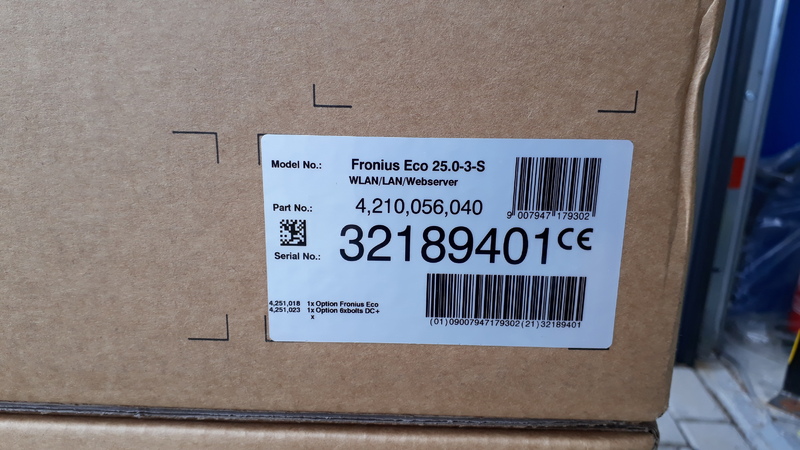 Model No.: Fronius Eco 25.0-3-S
WLAN/LAN/Webserver
9 007947 179302
Part No.: 4,210,056,040
Serial No.: 32189401 CE
4,251,018 1x Option Fronius Eco
4,251,023 1x Option 6xbolts DC+
x
(01)09007947179302(21)32189401